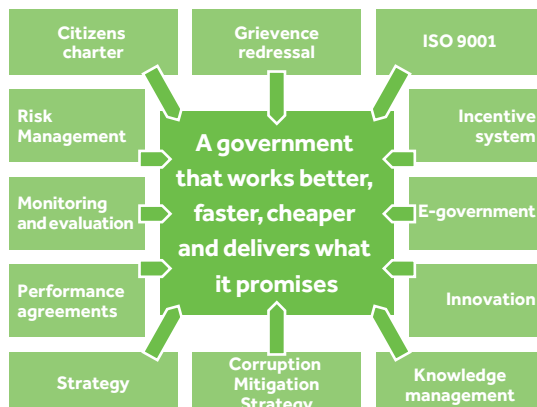 Citizens
charter
Grievence
redressal
ISO 9001
Risk
Management
Incentive
system
A government
that works better,
faster, cheaper
and delivers what
it promises
Monitoring
and evaluation
E-government
Performance
agreements
Innovation
Strategy
Corruption
Mitigation
Strategy
Knowledge
management